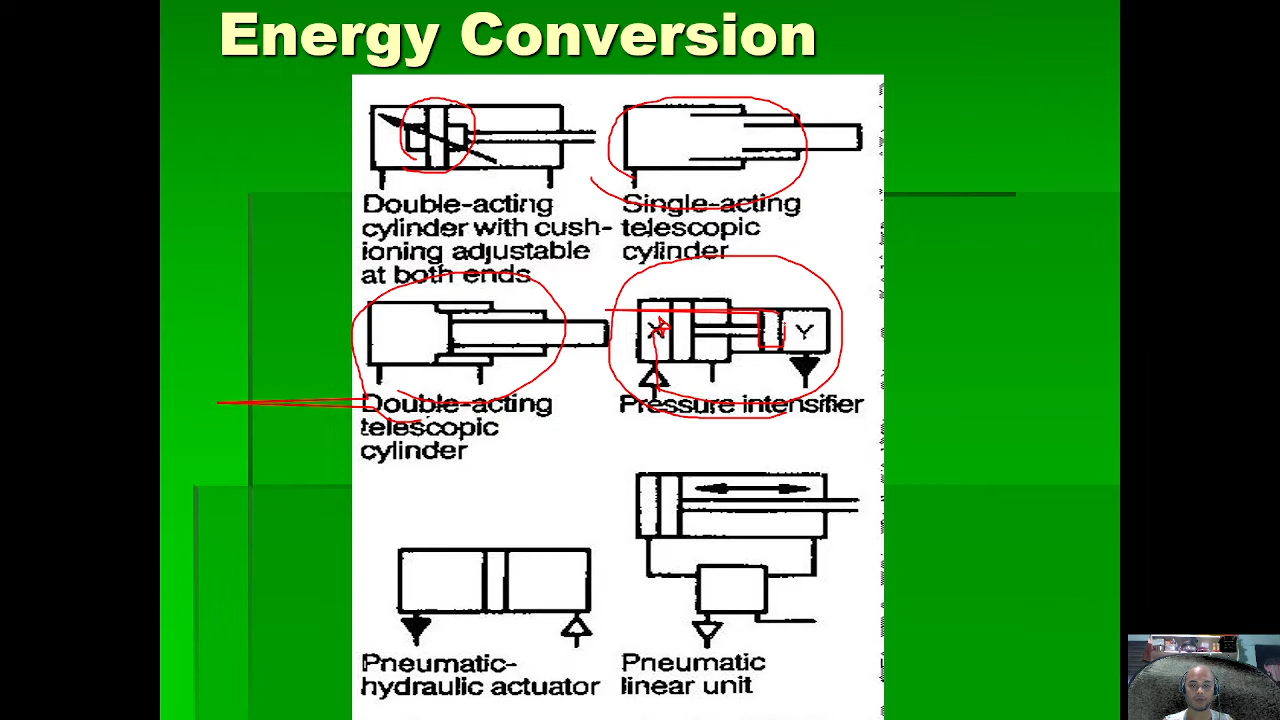 Energy Conversion
Double-acting
cylinder with cush-
ioning adjustable
at both ends
Single-acting
telescopic
cylinder
X
Y
Double-acting
telescopic
cylinder
Pressure intensifier
Pneumatic-
hydraulic actuator
Pneumatic
linear unit